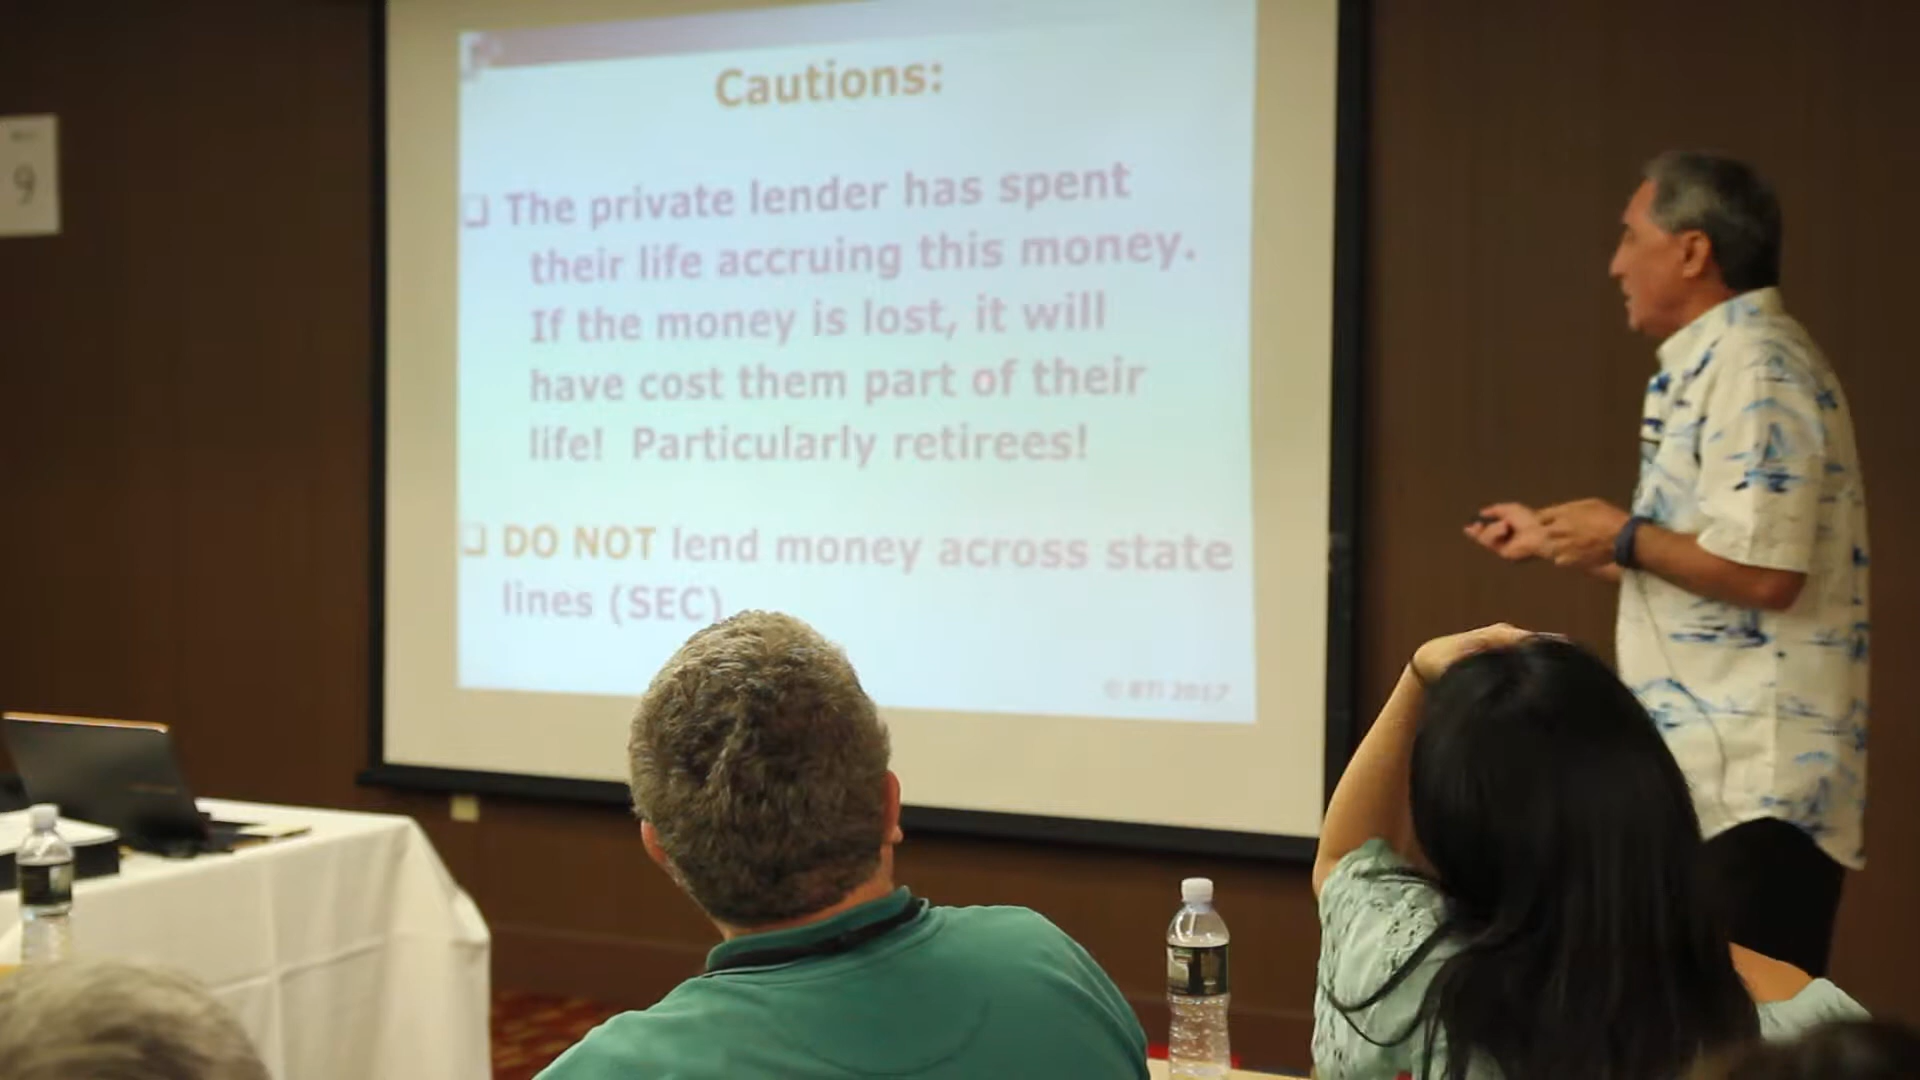 9
Cautions:
❑ The private lender has spent
their life accruing this money.
If the money is lost, it will
have cost them part of their
life! Particularly retirees!
❑ DO NOT lend money across state
lines (SEC)
© BTI 2017